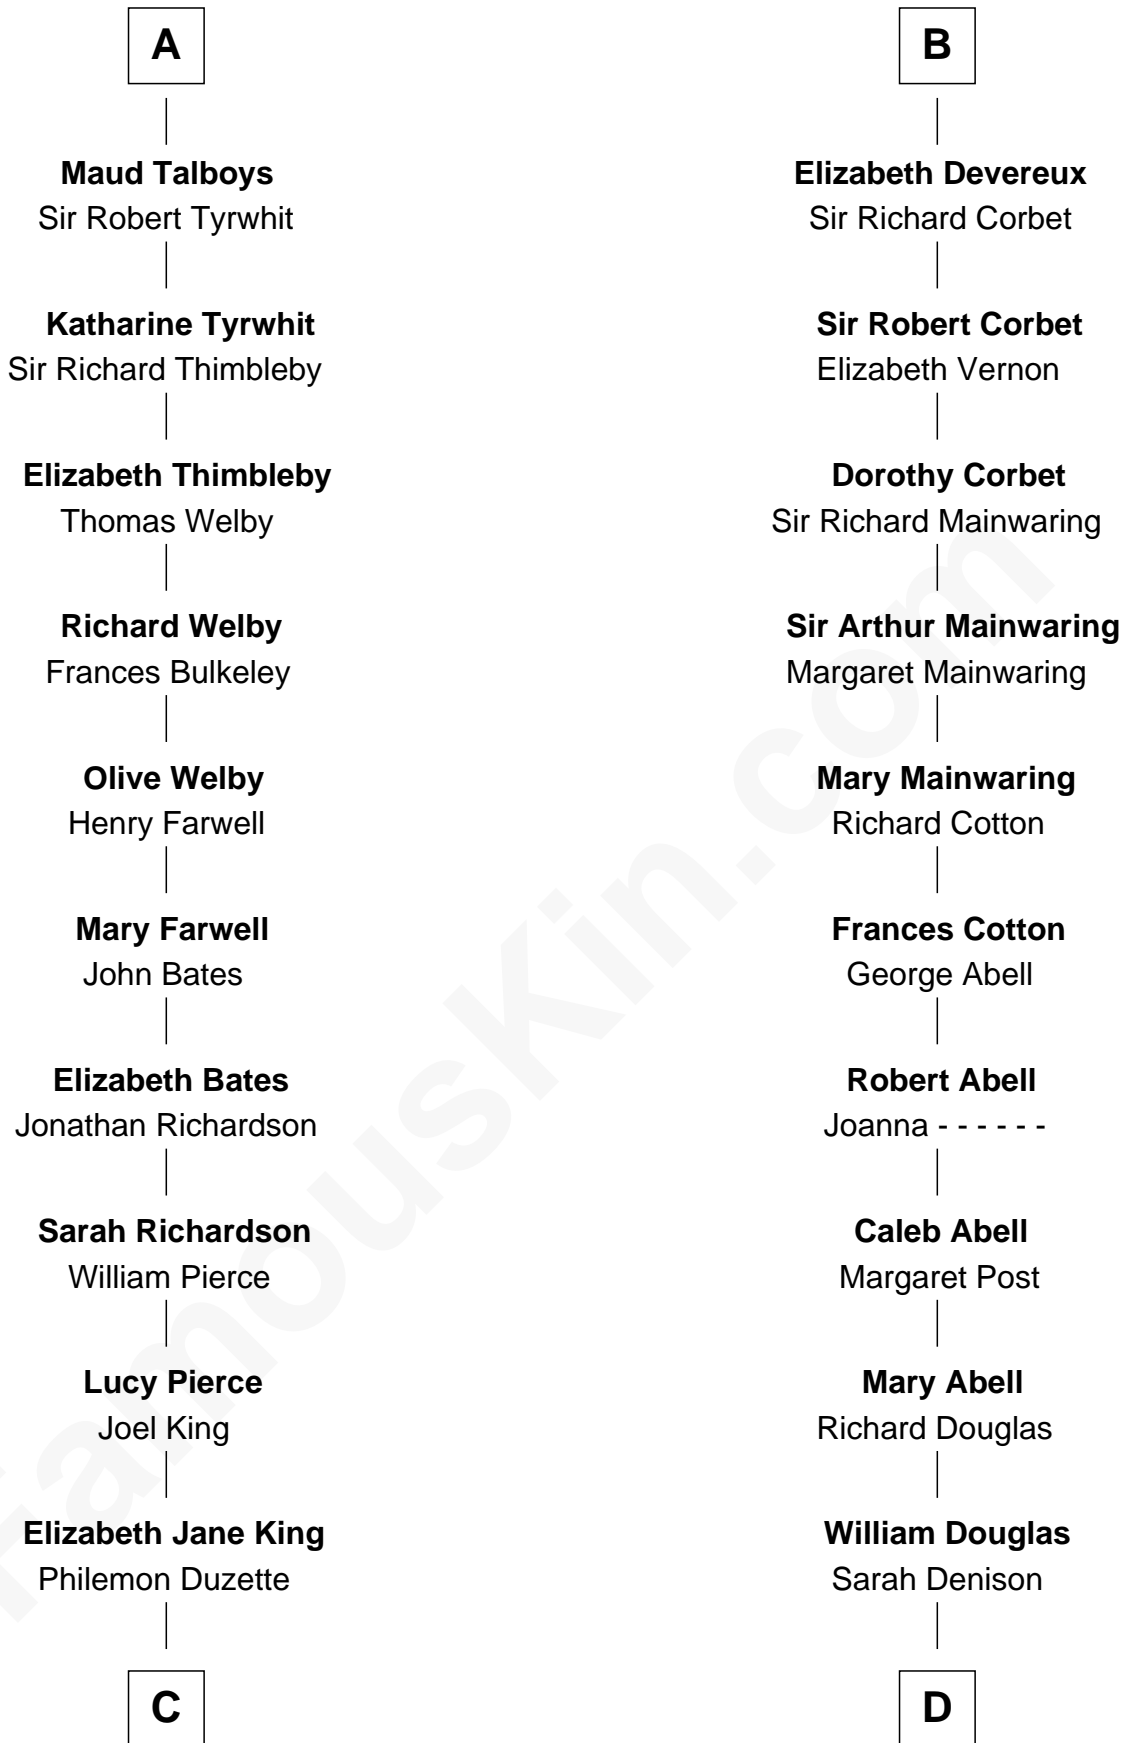 A
Maud Talboys
Sir Robert Tyrwhit
Katharine Tyrwhit
Sir Richard Thimbleby
Elizabeth Thimbleby
Thomas Welby
Richard Welby
Frances Bulkeley
Olive Welby
Henry Farwell
Mary Farwell
John Bates
Elizabeth Bates
Jonathan Richardson
Sarah Richardson
William Pierce
Lucy Pierce
Joel King
Elizabeth Jane King
Philemon Duzette
C
B
Elizabeth Devereux
Sir Richard Corbet
Sir Robert Corbet
Elizabeth Vernon
Dorothy Corbet
Sir Richard Mainwaring
Sir Arthur Mainwaring
Margaret Mainwaring
Mary Mainwaring
Richard Cotton
Frances Cotton
George Abell
Robert Abell
Joanna - - - - - -
Caleb Abell
Margaret Post
Mary Abell
Richard Douglas
William Douglas
Sarah Denison
D
FamousKin.com